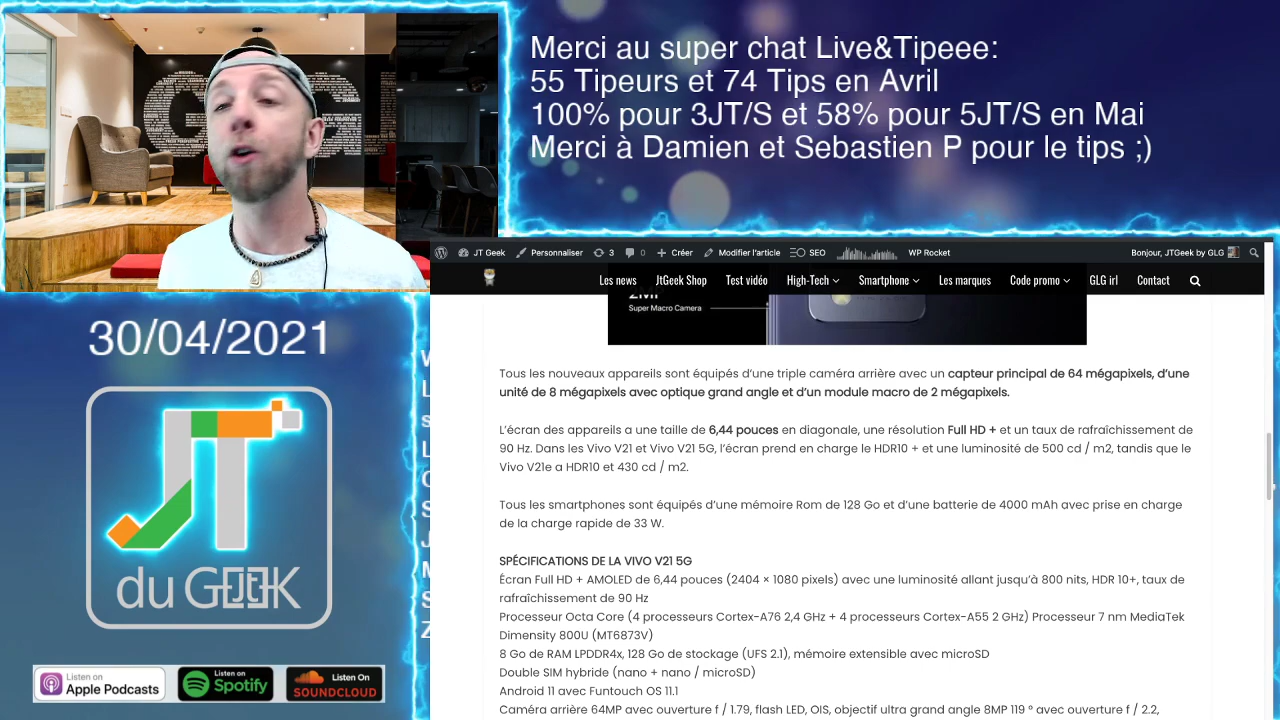 Merci au super chat Live&Tipeee:
55 Tipeurs et 74 Tips en Avril
100% pour 3JT/S et 58% pour 5JT/S en Mai
Merci à Damien et Sebastien P pour le tips ;)
JT Geek Personnaliser 3 0 Créer Modifier l'article SEO WP Rocket Bonjour, JTGeek by GLG
Les news JtGeek Shop Test vidéo High-Tech Smartphone Les marques Code promo GLG irl Contact
Super Macro Camera
30/04/2021
JT
du GEEK
Listen on
Apple Podcasts
Listen on
Spotify
Listen On
SOUNDCLOUD
Tous les nouveaux appareils sont équipés d'une triple caméra arrière avec un capteur principal de 64 mégapixels, d'une
unité de 8 mégapixels avec optique grand angle et d'un module macro de 2 mégapixels.
L'écran des appareils a une taille de 6,44 pouces en diagonale, une résolution Full HD + et un taux de rafraîchissement de
90 Hz. Dans les Vivo V21 et Vivo V21 5G, l'écran prend en charge le HDR10 + et une luminosité de 500 cd / m2, tandis que le
Vivo V21e a HDR10 et 430 cd / m2.
Tous les smartphones sont équipés d'une mémoire Rom de 128 Go et d'une batterie de 4000 mAh avec prise en charge
de la charge rapide de 33 W.
SPÉCIFICATIONS DE LA VIVO V21 5G
Écran Full HD + AMOLED de 6,44 pouces (2404 × 1080 pixels) avec une luminosité allant jusqu'à 800 nits, HDR 10+, taux de
rafraîchissement de 90 Hz
Processeur Octa Core (4 processeurs Cortex-A76 2,4 GHz + 4 processeurs Cortex-A55 2 GHz) Processeur 7 nm MediaTek
Dimensity 800U (MT6873V)
8 Go de RAM LPDDR4x, 128 Go de stockage (UFS 2.1), mémoire extensible avec microSD
Double SIM hybride (nano + nano / microSD)
Android 11 avec Funtouch OS 11.1
Caméra arrière 64MP avec ouverture f / 1.79, flash LED, OIS, objectif ultra grand angle 8MP 119 ° avec ouverture f / 2.2,